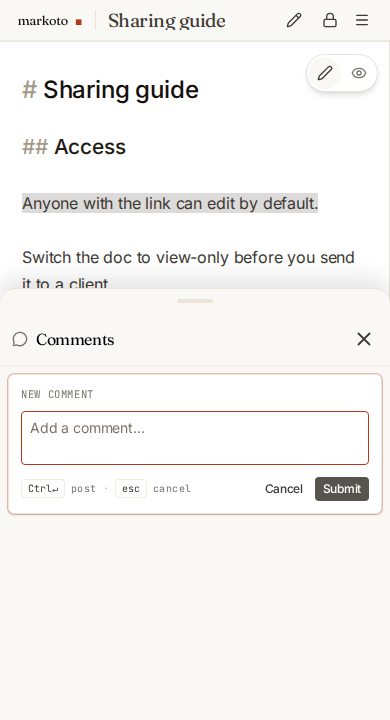 markoto
Sharing guide
# Sharing guide
## Access
Anyone with the link can edit by default.
Switch the doc to view-only before you send
it to a client
Comments
NEW COMMENT
Add a comment...
Ctrl↵ post · esc cancel
Cancel
Submit